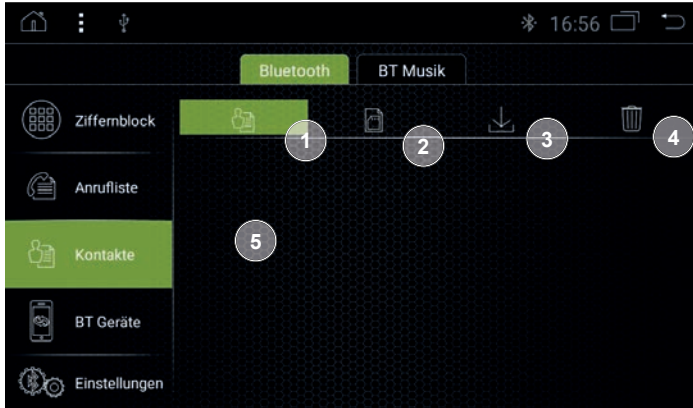 16:56
Bluetooth BT Musik
Ziffernblock
1 2 3 4
Anrufliste
5
Kontakte
BT Geräte
Einstellungen